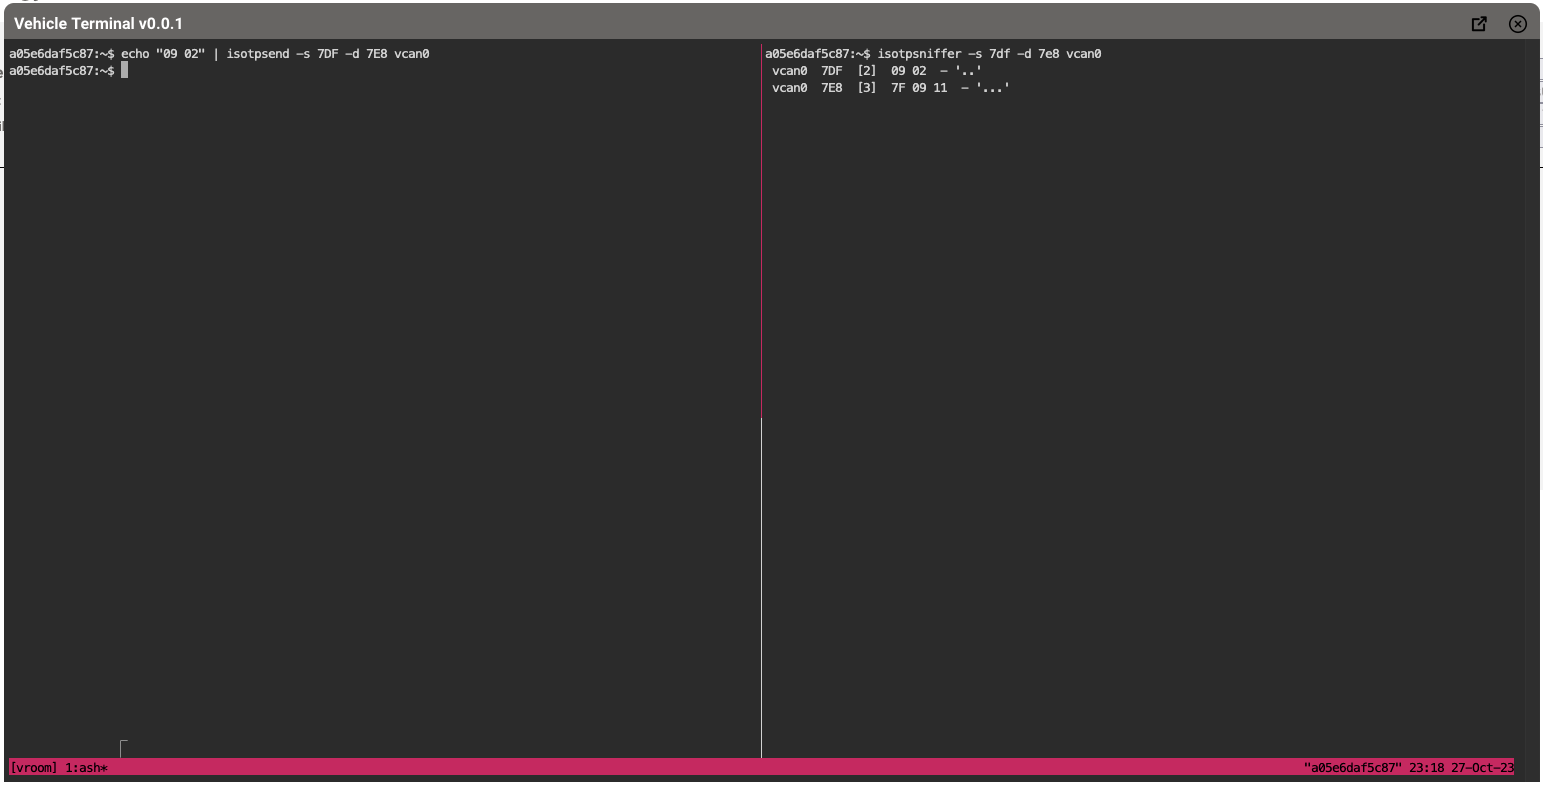 Vehicle Terminal v0.0.1
a05e6daf5c87:~$ echo "09 02" | isotpsend -s 7DF -d 7E8 vcan0
a05e6daf5c87:~$
a05e6daf5c87:~$ isotpsniffer -s 7df -d 7e8 vcan0
vcan0 7DF [2] 09 02 - '..'
vcan0 7E8 [3] 7F 09 11 - '...'
[vroom] 1:ash*
"a05e6daf5c87" 23:18 27-Oct-23